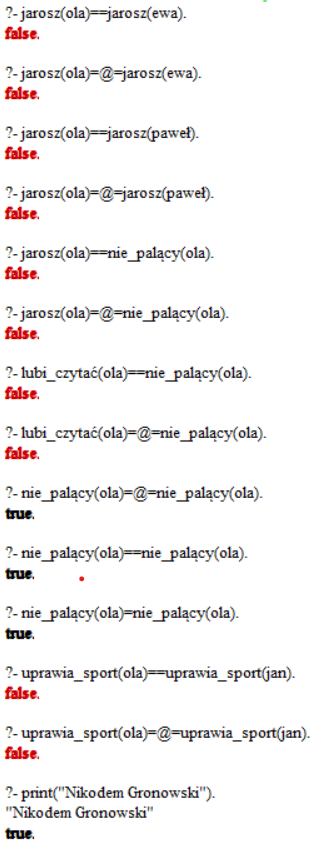 ?- jarosz(ola)==jarosz(ewa).
false.
?- jarosz(ola)=@=jarosz(ewa).
false.
?- jarosz(ola)==jarosz(paweł).
false.
?- jarosz(ola)=@=jarosz(paweł).
false.
?- jarosz(ola)==nie_palący(ola).
false.
?- jarosz(ola)=@=nie_palący(ola).
false.
?- lubi_czytać(ola)==nie_palący(ola).
false.
?- lubi_czytać(ola)=@=nie_palący(ola).
false.
?- nie_palący(ola)=@=nie_palący(ola).
true.
?- nie_palący(ola)==nie_palący(ola).
true.
?- nie_palący(ola)=nie_palący(ola).
true.
?- uprawia_sport(ola)==uprawia_sport(jan).
false.
?- uprawia_sport(ola)=@=uprawia_sport(jan).
false.
?- print("Nikodem Gronowski").
"Nikodem Gronowski"
true.